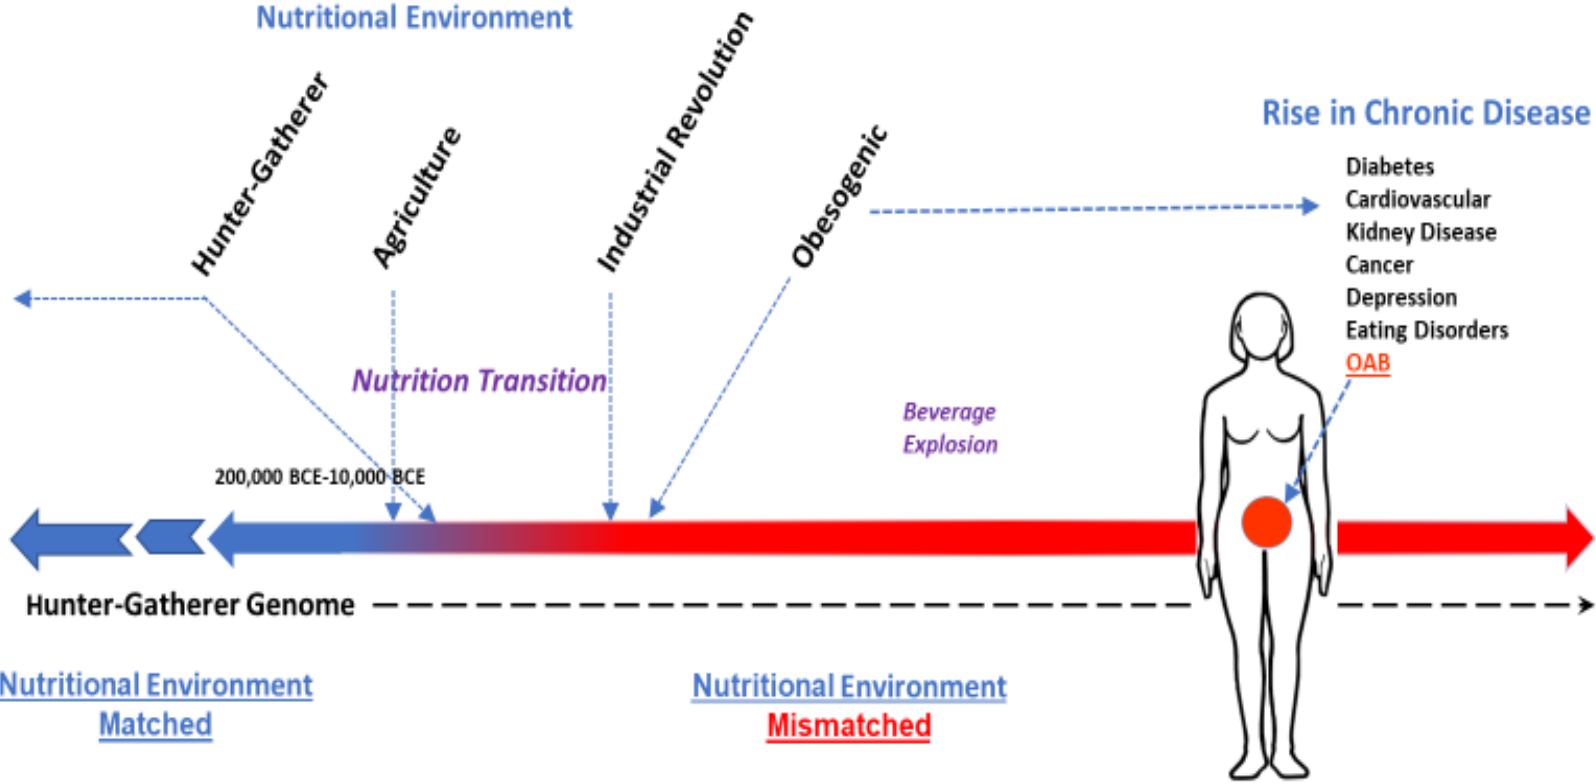 Nutritional Environment
Hunter-Gatherer
Agriculture
Industrial Revolution
Obesogenic
Rise in Chronic Disease
Diabetes
Cardiovascular
Kidney Disease
Cancer
Depression
Eating Disorders
OAB
Nutrition Transition
Beverage
Explosion
200,000 BCE-10,000 BCE
Hunter-Gatherer Genome
Nutritional Environment
Matched
Nutritional Environment
Mismatched